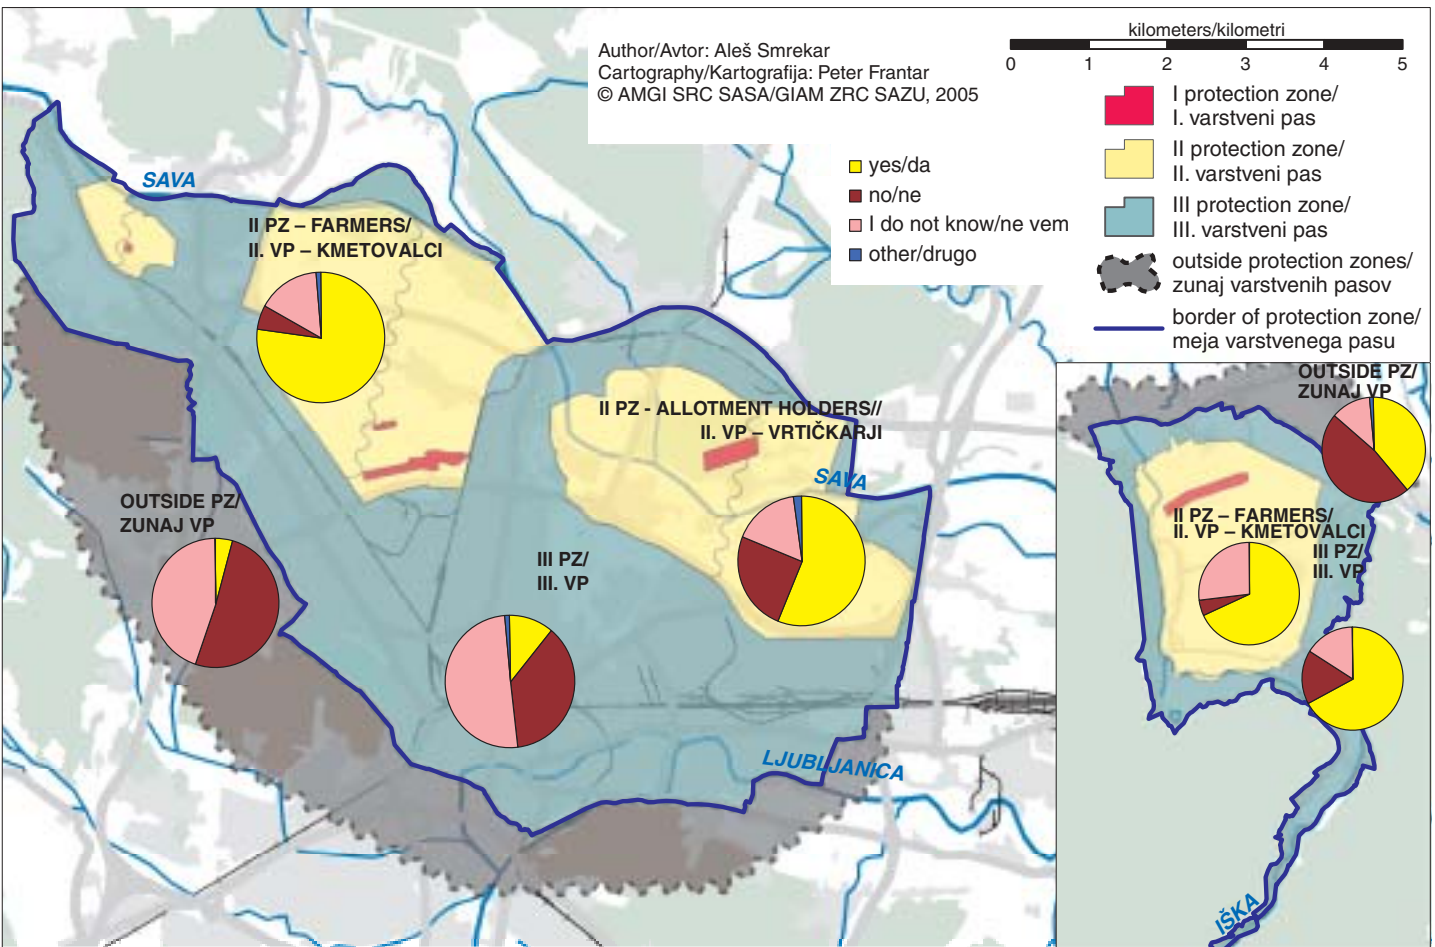 Author/Avtor: Aleš Smrekar
Cartography/Kartografija: Peter Frantar
© AMGI SRC SASA/GIAM ZRC SAZU, 2005
kilometers/kilometri
0 1 2 3 4 5
I protection zone/
I. varstveni pas
II protection zone/
II. varstveni pas
III protection zone/
III. varstveni pas
outside protection zones/
zunaj varstvenih pasov
border of protection zone/
meja varstvenega pasu
yes/da
no/ne
I do not know/ne vem
other/drugo
SAVA
II PZ – FARMERS/
II. VP – KMETOVALCI
II PZ - ALLOTMENT HOLDERS//
II. VP – VRTIČKARJI
SAVA
OUTSIDE PZ/
ZUNAJ VP
III PZ/
III. VP
LJUBLJANICA
OUTSIDE PZ/
ZUNAJ VP
II PZ – FARMERS/
II. VP – KMETOVALCI
III PZ/
III. VP
IŠKA